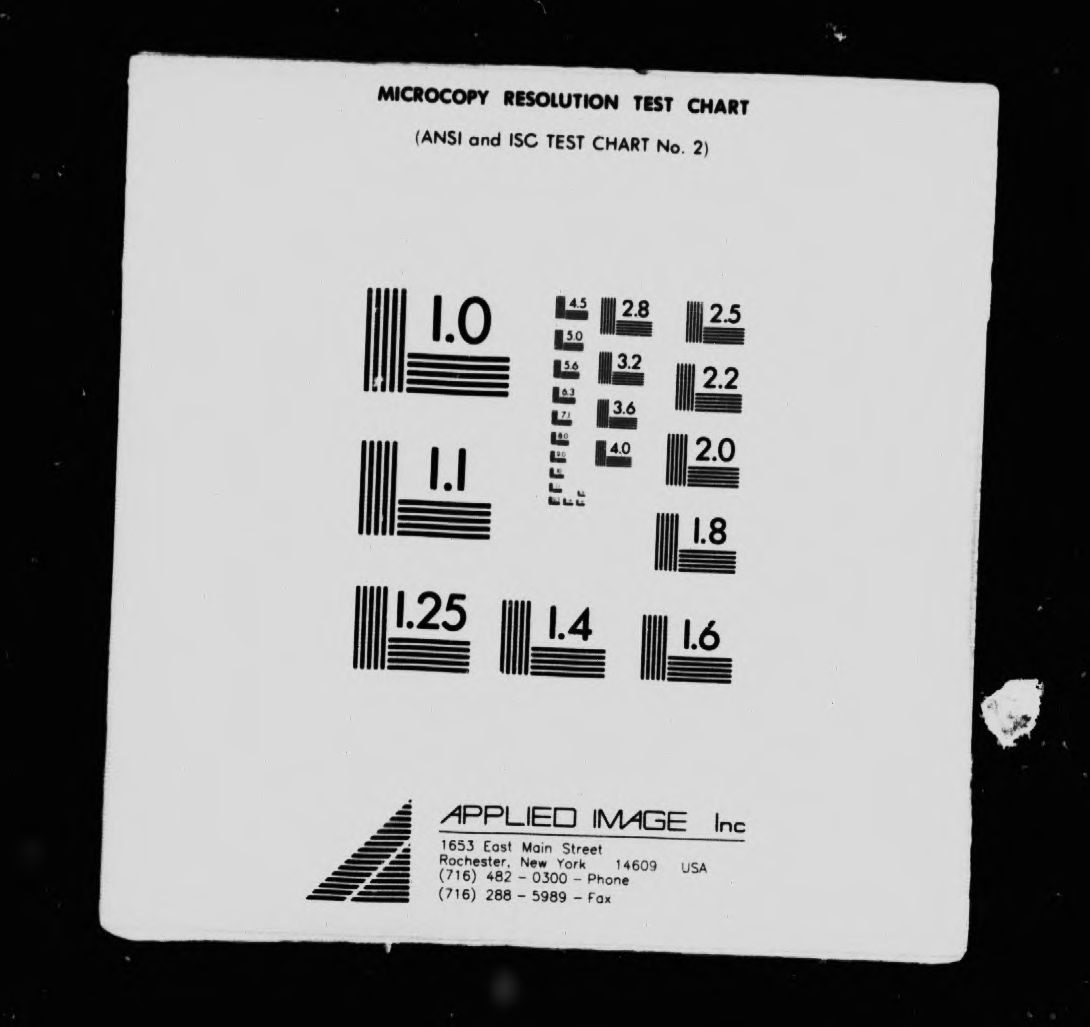 MICROCOPY RESOLUTION TEST CHART
(ANSI and ISO TEST CHART No. 2)
1.0
1.1
1.25
1.4
1.6
1.8
2.0
2.2
2.5
2.8
3.2
3.6
4.0
4.5
5.0
5.6
6.3
7.1
8.0
9.0
APPLIED IMAGE Inc
1653 East Main Street
Rochester, New York 14609 USA
(716) 482 - 0300 - Phone
(716) 288 - 5989 - Fax